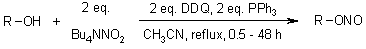 2 eq. 2 eq. DDQ, 2 eq. PPh3
R–OH + R–ONO
Bu4NNO2 CH3CN, reflux, 0.5 - 48 h